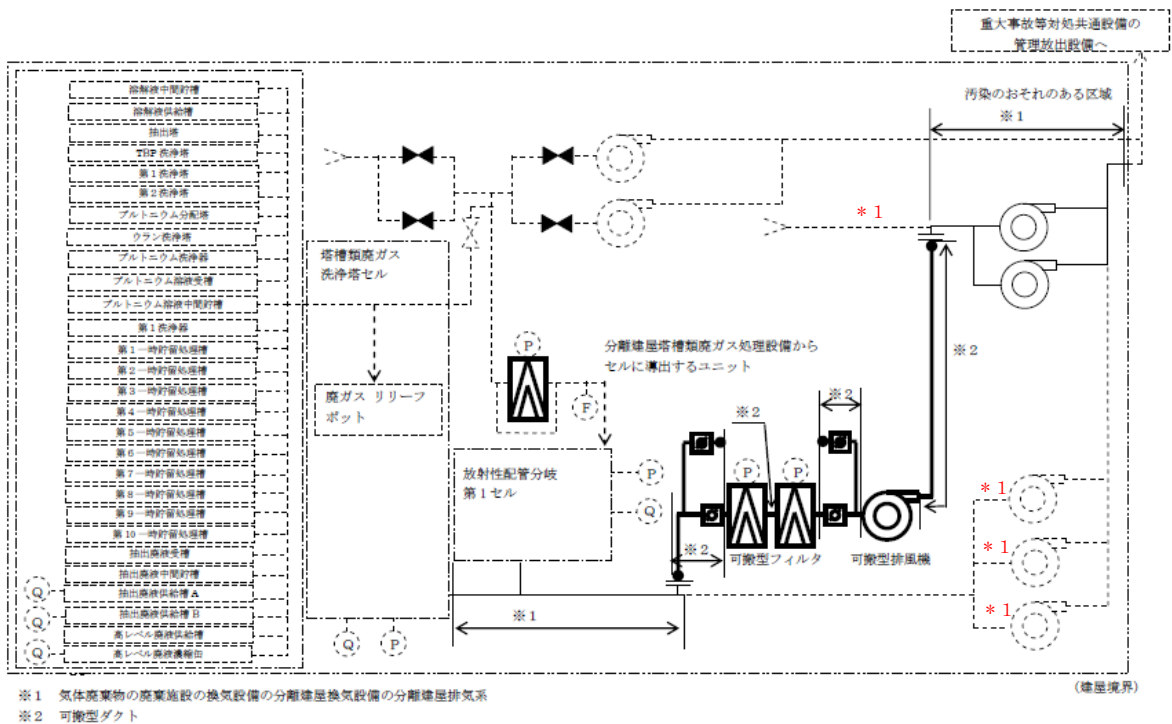 重大事故等対処共通設備の
管理放出設備へ
汚染のおそれのある区域
※１
溶解液中間貯槽
溶解液供給槽
抽出塔
TBP 洗浄塔
第１洗浄塔
第２洗浄塔
プルトニウム分配塔
ウラン洗浄塔
プルトニウム洗浄器
プルトニウム溶液受槽
プルトニウム溶液中間貯槽
第１洗浄器
第１一時貯留処理槽
第２一時貯留処理槽
第３一時貯留処理槽
第４一時貯留処理槽
第５一時貯留処理槽
第６一時貯留処理槽
第７一時貯留処理槽
第８一時貯留処理槽
第９一時貯留処理槽
第10一時貯留処理槽
抽出廃液受槽
抽出廃液中間貯槽
抽出廃液供給槽 A
抽出廃液供給槽 B
高レベル廃液供給槽
高レベル廃液濃縮缶
Q
Q
Q
塔槽類廃ガス
洗浄塔セル
廃ガス リリーフ
ポット
Q
P
P
F
放射性配管分岐
第１セル
P
Q
分離建屋塔槽類廃ガス処理設備から
セルに導出するユニット
＊１
※２
※２
※２
P
P
※２
可搬型フィルタ
可搬型排風機
※１
＊１
＊１
＊１
（建屋境界）
※１　気体廃棄物の廃棄施設の換気設備の分離建屋換気設備の分離建屋排気系
※２　可搬型ダクト